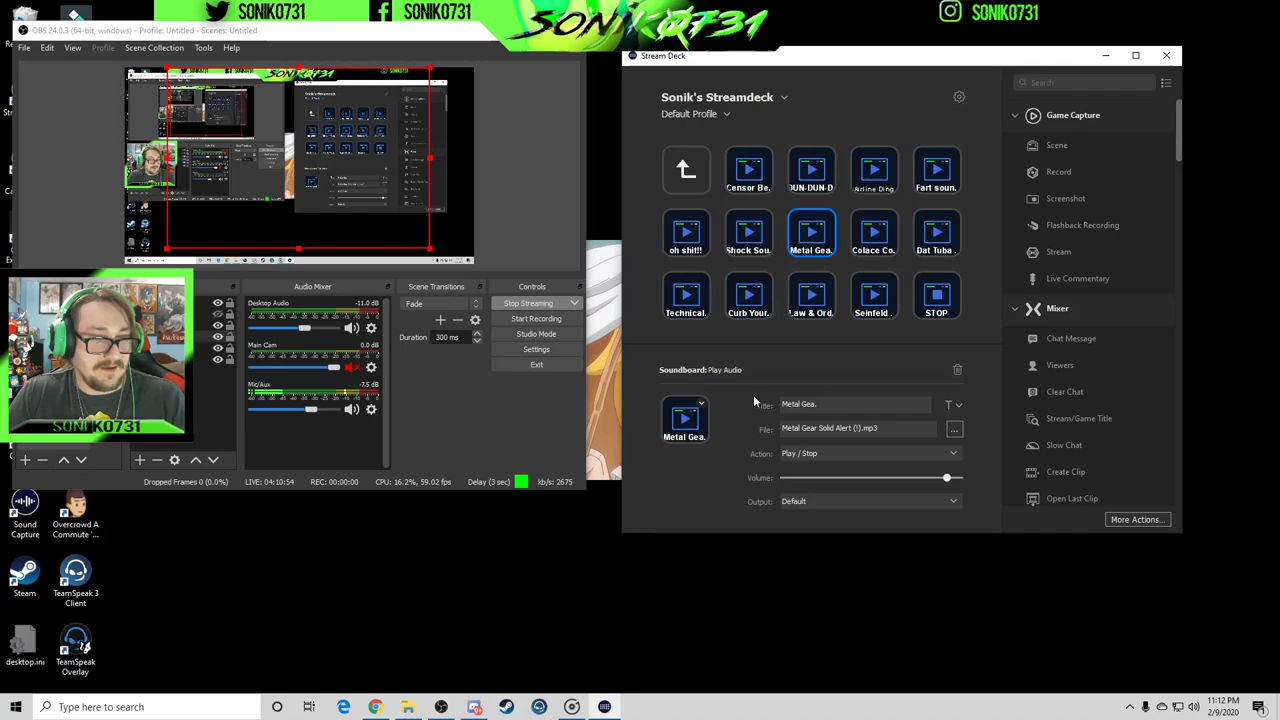 SONIK0731
SONIK0731
SONIK0731
SONIK0731
OBS 24.0.3 (64-bit, windows) - Profile: Untitled - Scenes: Untitled
File Edit View Profile Scene Collection Tools Help
Stream Deck
Sonik's Streamdeck
Default Profile
Search
Game Capture
Scene
Record
Screenshot
Flashback Recording
Stream
Live Commentary
Mixer
Chat Message
Viewers
Clear Chat
Stream/Game Title
Slow Chat
Create Clip
Open Last Clip
More Actions...
Censor Be.
DUN-DUN-D
Airline Ding
Fart soun.
oh shit!!
Shock Sou.
Metal Gea.
Colace Co.
Dat Tuba .
Technical.
Curb Your.
Law & Ord.
Seinfeld .
STOP
Soundboard: Play Audio
Metal Gea.
Title: Metal Gea.
File: Metal Gear Solid Alert (!).mp3
Action: Play / Stop
Volume:
Output: Default
Audio Mixer
Scene Transitions
Controls
Desktop Audio -11.0 dB
Main Cam 0.0 dB
Mic/Aux -7.5 dB
Fade
Duration 300 ms
Stop Streaming
Start Recording
Studio Mode
Settings
Exit
SONIK0731
Dropped Frames 0 (0.0%) LIVE: 04:10:54 REC: 00:00:00 CPU: 16.2%, 59.02 fps Delay (3 sec) kb/s: 2675
Sound Capture
Overcrowd A Commute '...
Steam
TeamSpeak 3 Client
desktop.ini
TeamSpeak Overlay
Type here to search
11:12 PM
2/9/2020